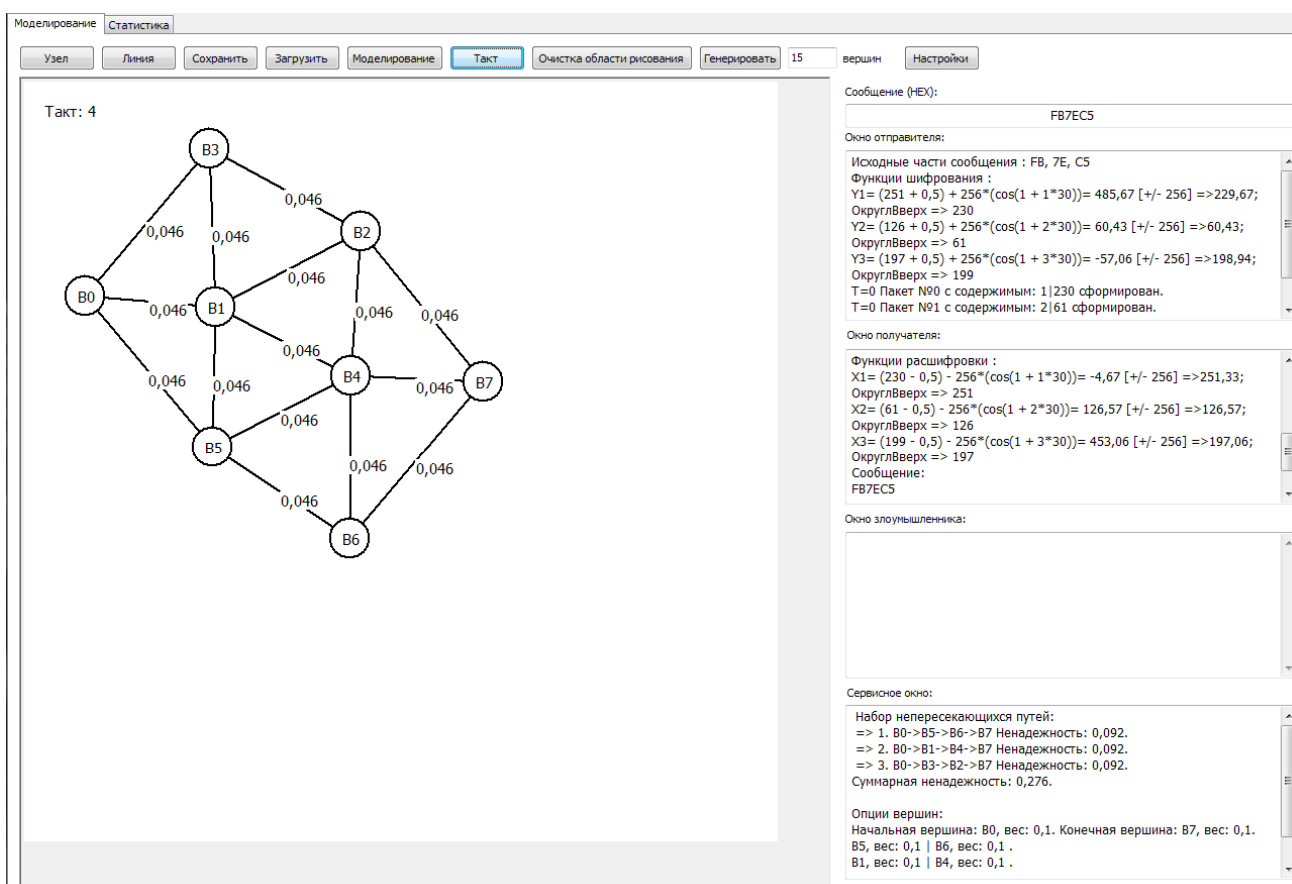 Моделирование Статистика
Узел Линия Сохранить Загрузить Моделирование Такт Очистка области рисования Генерировать 15 вершин Настройки
Такт: 4
B3
0,046
0,046 0,046 B2
0,046
B0 0,046 B1 0,046 0,046
0,046
0,046 0,046 B4 0,046 B7
0,046
B5 0,046 0,046
0,046
B6
Сообщение (HEX):
FB7EC5
Окно отправителя:
Исходные части сообщения : FB, 7E, C5
Функции шифрования :
Y1= (251 + 0,5) + 256*(cos(1 + 1*30))= 485,67 [+/- 256] =>229,67;
ОкруглВверх => 230
Y2= (126 + 0,5) + 256*(cos(1 + 2*30))= 60,43 [+/- 256] =>60,43;
ОкруглВверх => 61
Y3= (197 + 0,5) + 256*(cos(1 + 3*30))= -57,06 [+/- 256] =>198,94;
ОкруглВверх => 199
T=0 Пакет №0 с содержимым: 1|230 сформирован.
T=0 Пакет №1 с содержимым: 2|61 сформирован.
Окно получателя:
Функции расшифровки :
X1= (230 - 0,5) - 256*(cos(1 + 1*30))= -4,67 [+/- 256] =>251,33;
ОкруглВверх => 251
X2= (61 - 0,5) - 256*(cos(1 + 2*30))= 126,57 [+/- 256] =>126,57;
ОкруглВверх => 126
X3= (199 - 0,5) - 256*(cos(1 + 3*30))= 453,06 [+/- 256] =>197,06;
ОкруглВверх => 197
Сообщение:
FB7EC5
Окно злоумышленника:
Сервисное окно:
Набор непересекающихся путей:
=> 1. B0->B5->B6->B7 Ненадежность: 0,092.
=> 2. B0->B1->B4->B7 Ненадежность: 0,092.
=> 3. B0->B3->B2->B7 Ненадежность: 0,092.
Суммарная ненадежность: 0,276.
Опции вершин:
Начальная вершина: B0, вес: 0,1. Конечная вершина: B7, вес: 0,1.
B5, вес: 0,1 | B6, вес: 0,1 .
B1, вес: 0,1 | B4, вес: 0,1 .